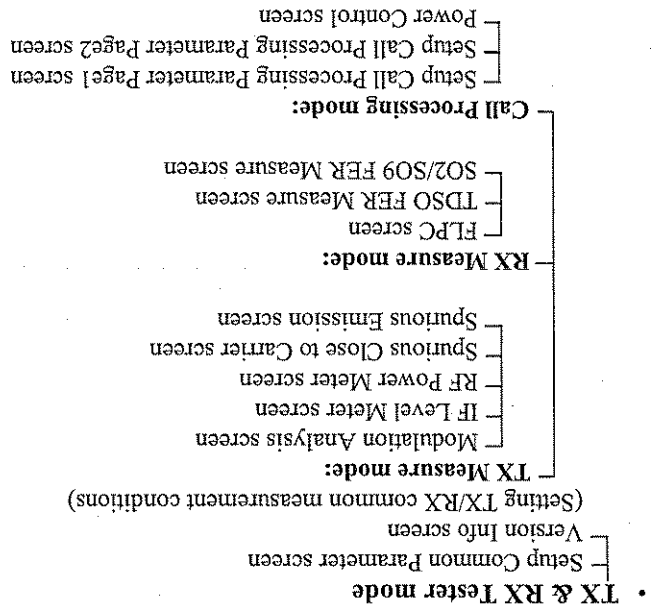 • TX & RX Tester mode
Setup Common Parameter screen
Version Info screen
(Setting TX/RX common measurement conditions)
TX Measure mode:
Modulation Analysis screen
IF Level Meter screen
RF Power Meter screen
Spurious Close to Carrier screen
Spurious Emission screen
RX Measure mode:
FLPC screen
TDSO FER Measure screen
SO2/SO9 FER Measure screen
Call Processing mode:
Setup Call Processing Parameter Page1 screen
Setup Call Processing Parameter Page2 screen
Power Control screen